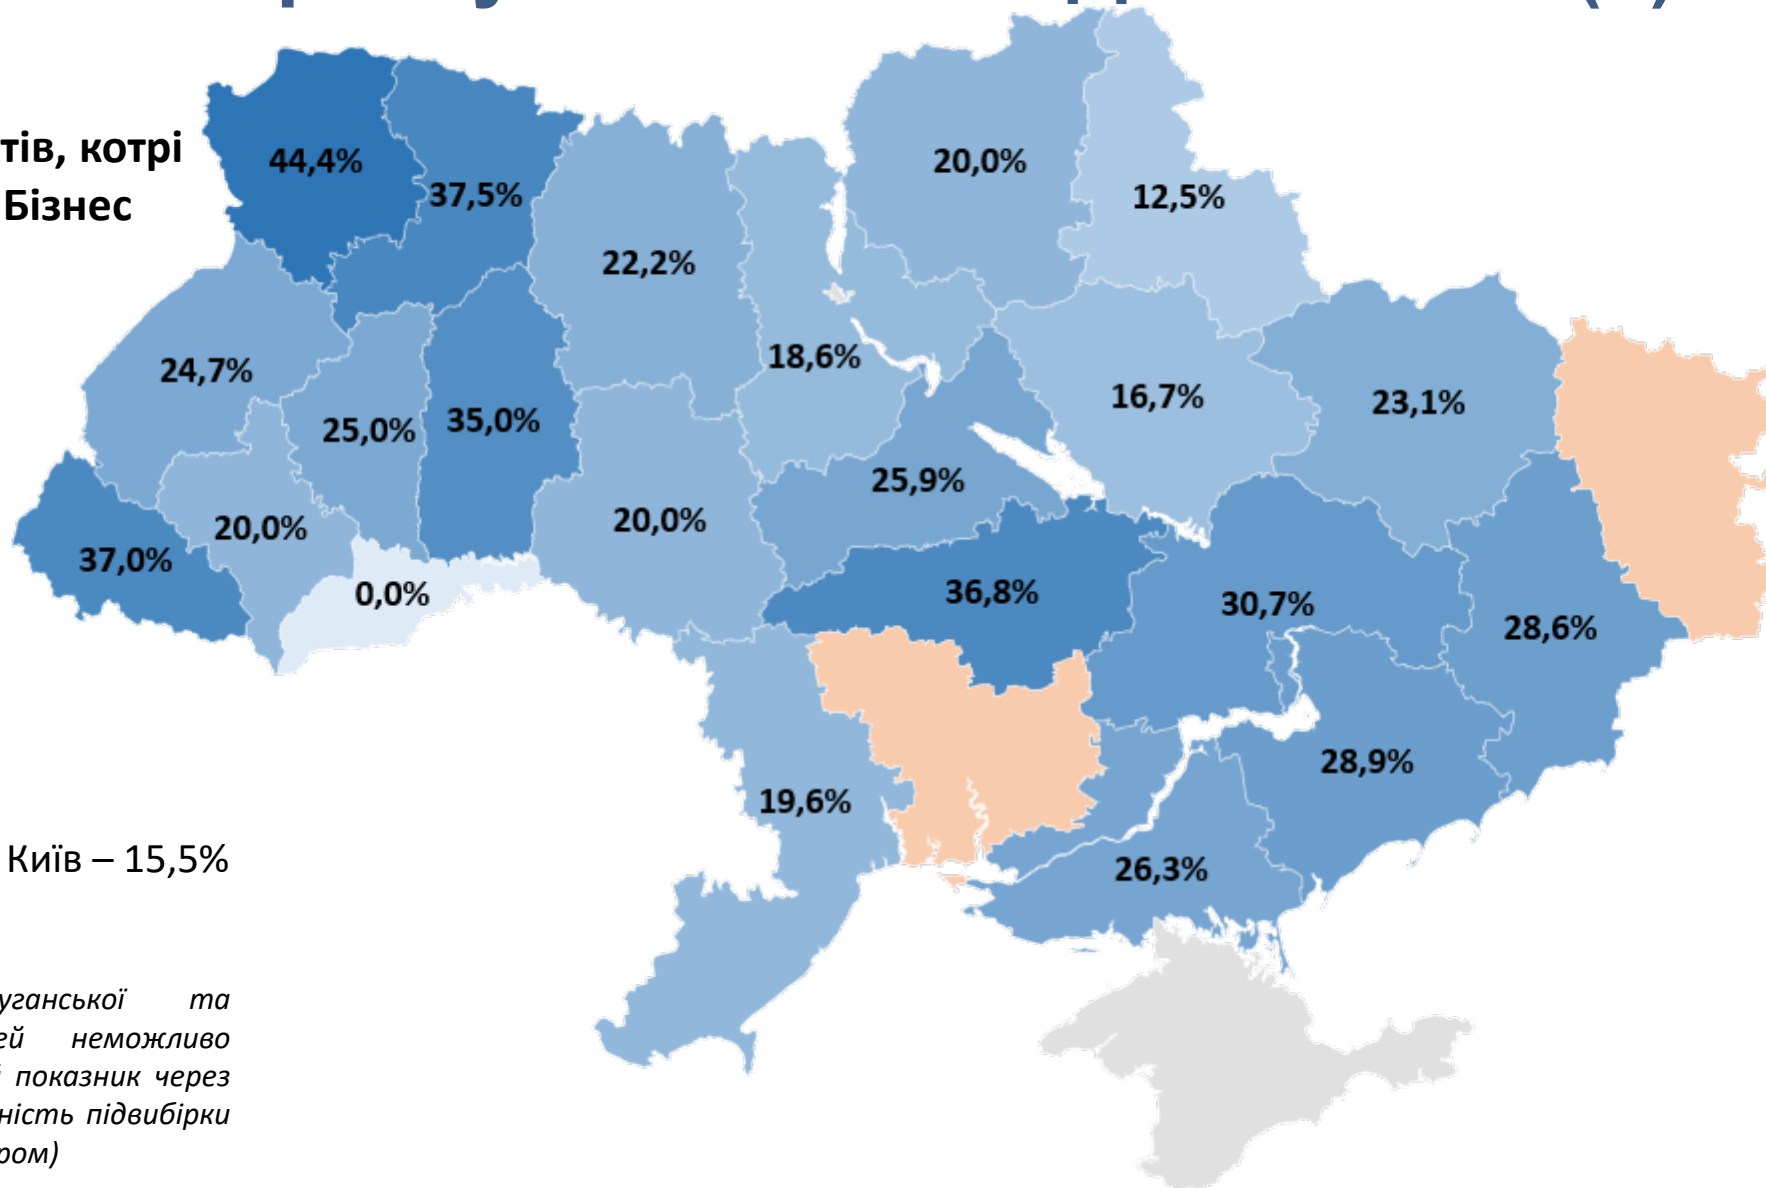 (%)
тів, котрі
Бізнес
44,4%
37,5%
20,0%
12,5%
22,2%
24,7%
25,0%
35,0%
18,6%
16,7%
23,1%
25,9%
37,0%
20,0%
0,0%
20,0%
36,8%
30,7%
28,6%
19,6%
28,9%
26,3%
Київ – 15,5%
уганської та
ей неможливо
показник через
ність підвибірки
ром)